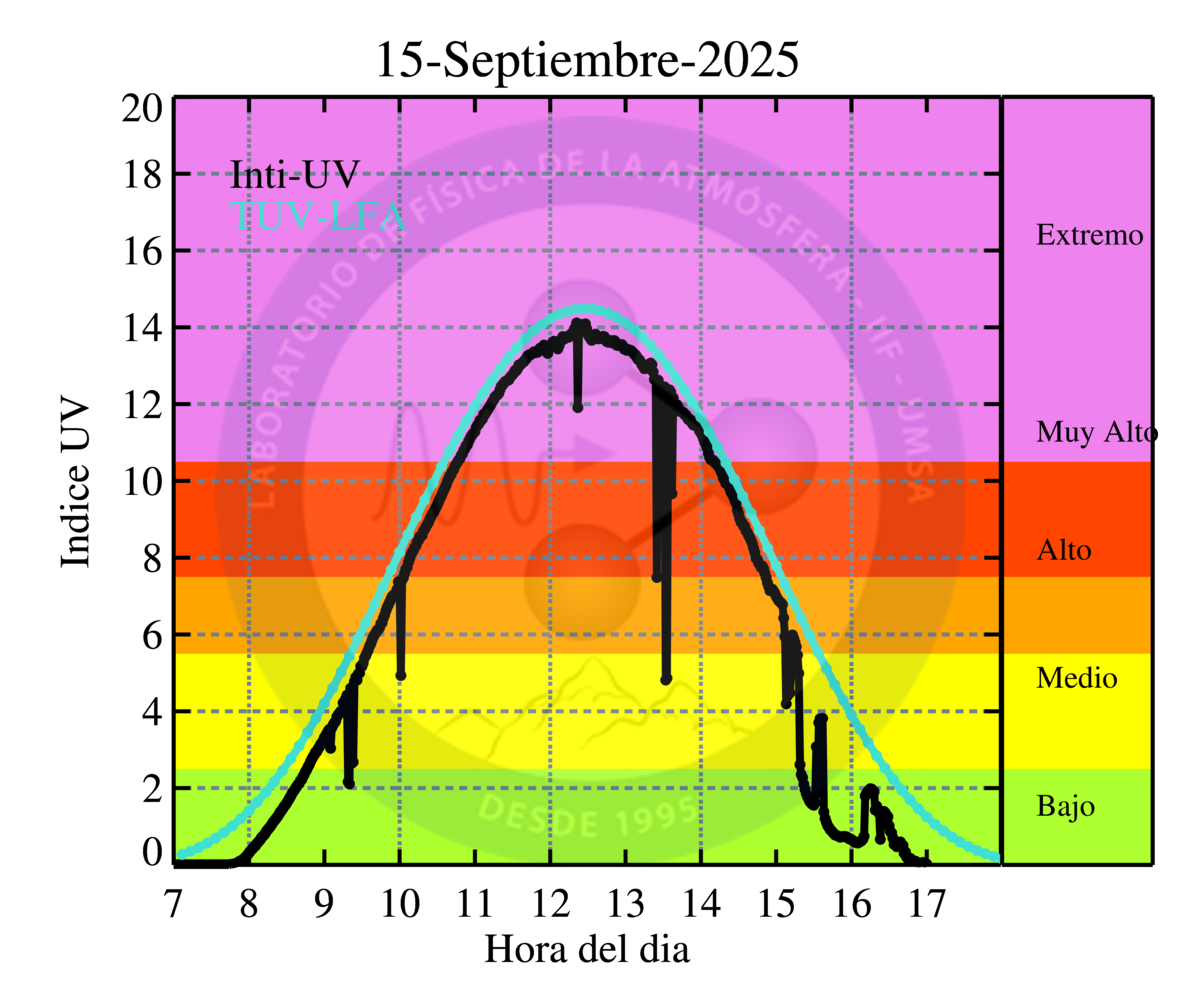 15-Septiembre-2025
20
18
16
14
12
10
8
6
4
2
0
Indice UV
Inti-UV
TUV-LFA
LABORATORIO DE FÍSICA DE LA ATMÓSFERA - IIF - UMSA
DESDE 1995
Extremo
Muy Alto
Alto
Medio
Bajo
7 8 9 10 11 12 13 14 15 16 17
Hora del dia